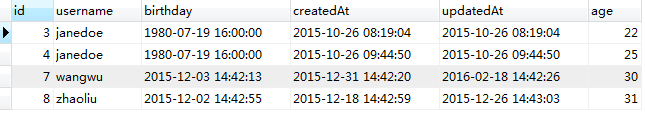 id username birthday createdAt updatedAt age
3 janedoe 1980-07-19 16:00:00 2015-10-26 08:19:04 2015-10-26 08:19:04 22
4 janedoe 1980-07-19 16:00:00 2015-10-26 09:44:50 2015-10-26 09:44:50 25
7 wangwu 2015-12-03 14:42:13 2015-12-31 14:42:20 2016-02-18 14:42:26 30
8 zhaoliu 2015-12-02 14:42:55 2015-12-18 14:42:59 2015-12-26 14:43:03 31